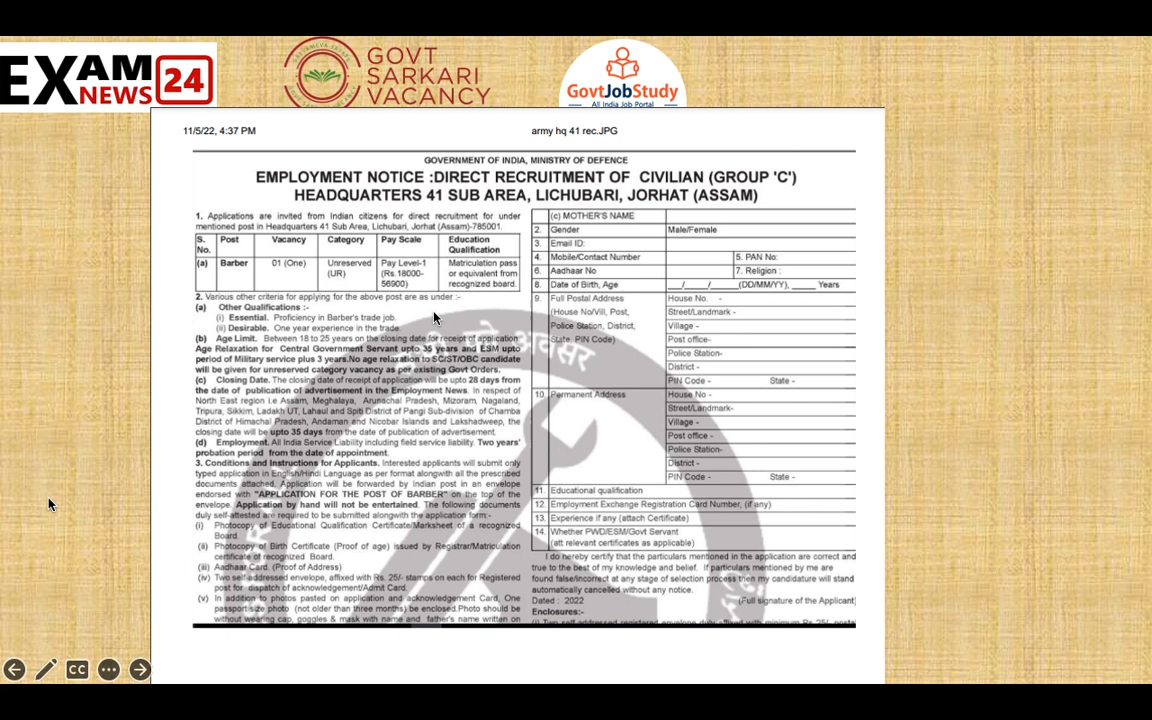 EXAM
NEWS
24
GOVT
SARKARI
VACANCY
GovtJobStudy
All India Job Portal
11/5/22, 4:37 PM
army hq 41 rec.JPG
GOVERNMENT OF INDIA, MINISTRY OF DEFENCE
EMPLOYMENT NOTICE :DIRECT RECRUITMENT OF CIVILIAN (GROUP 'C')
HEADQUARTERS 41 SUB AREA, LICHUBARI, JORHAT (ASSAM)
1. Applications are invited from Indian citizens for direct recruitment for under
mentioned post in Headquarters 41 Sub Area, Lichubari, Jorhat (Assam)-785001.
S. No. Post Vacancy Category Pay Scale Education Qualification
(a) Barber 01 (One) Unreserved (UR) Pay Level-1 (Rs.18000-56900) Matriculation pass or equivalent from recognized board.
2. Various other criteria for applying for the above post are as under :-
(a) Other Qualifications :-
(i) Essential. Proficiency in Barber's trade job.
(ii) Desirable. One year experience in the trade.
(b) Age Limit. Between 18 to 25 years on the closing date for receipt of application.
Age Relaxation for Central Government Servant upto 35 years and ESM upto
period of Military service plus 3 years.No age relaxation to SC/ST/OBC candidate
will be given for unreserved category vacancy as per existing Govt Orders.
(c) Closing Date. The closing date of receipt of application will be upto 28 days from
the date of publication of advertisement in the Employment News. In respect of
North East region i.e Assam, Meghalaya, Arunachal Pradesh, Mizoram, Nagaland,
Tripura, Sikkim, Ladakh UT, Lahaul and Spiti District of Pangi Sub-division of Chamba
District of Himachal Pradesh, Andaman and Nicobar Islands and Lakshadweep, the
closing date will be upto 35 days from the date of publication of advertisement.
(d) Employment. All India Service Liability including field service liability. Two years'
probation period from the date of appointment.
3. Conditions and Instructions for Applicants. Interested applicants will submit only
typed application in English/Hindi Language as per format alongwith all the prescribed
documents attached. Application will be forwarded by Indian post in an envelope
endorsed with "APPLICATION FOR THE POST OF BARBER" on the top of the
envelope. Application by hand will not be entertained. The following documents
duly self-attested are required to be submitted alongwith the application form:-
(i) Photocopy of Educational Qualification Certificate/Marksheet of a recognized
Board.
(ii) Photocopy of Birth Certificate (Proof of age) issued by Registrar/Matriculation
certificate of recognized Board.
(iii) Aadhaar Card. (Proof of Address)
(iv) Two self-addressed envelope, affixed with Rs. 25/- stamps on each for Registered
post for dispatch of acknowledgement/Admit Card.
(v) In addition to photos pasted on application and acknowledgement Card. One
passport size photo (not older than three months) be enclosed.Photo should be
without wearing cap, goggles & mask with name and father's name written on
(c) MOTHER'S NAME
2. Gender Male/Female
3. Email ID:
4. Mobile/Contact Number 5. PAN No:
6. Aadhaar No 7. Religion :
8. Date of Birth, Age __/____/_____(DD/MM/YY), _____ Years
9. Full Postal Address House No. -
(House No/Vill, Post, Street/Landmark -
Village -
Police Station, District, Post office-
State, PIN Code) Police Station-
District -
PIN Code - State -
10. Permanent Address House No -
Street/Landmark-
Village -
Post office -
Police Station-
District -
PIN Code - State -
11. Educational qualification
12. Employment Exchange Registration Card Number, (if any)
13. Experience if any (attach Certificate)
14. Whether PWD/ESM/Govt Servant
(att relevant certificates as applicable)
I do hereby certify that the particulars mentioned in the application are correct and
true to the best of my knowledge and belief. If particulars mentioned by me are
found false/incorrect at any stage of selection process then my candidature will stand
automatically cancelled without any notice.
Dated : 2022 (Full signature of the Applicant)
Enclosures:-
(i) Two self addressed registered envelope duly affixed with minimum Rs 25/-
के अवसर
CC